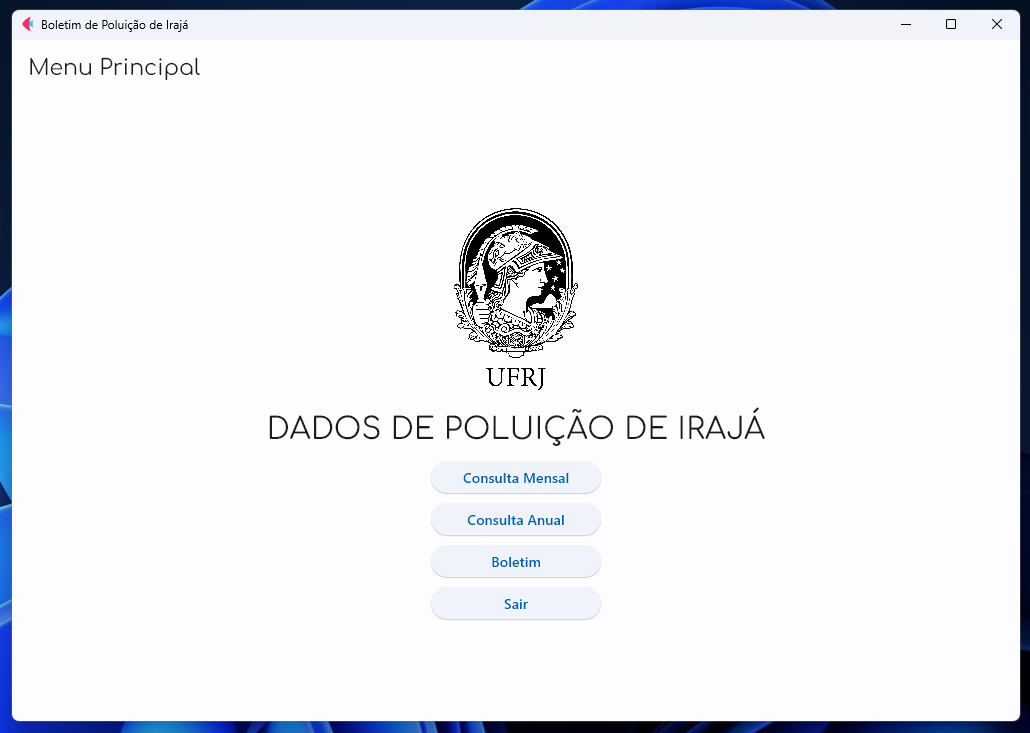 Boletim de Poluição de Irajá
Menu Principal
UFRJ
DADOS DE POLUIÇÃO DE IRAJÁ
Consulta Mensal
Consulta Anual
Boletim
Sair